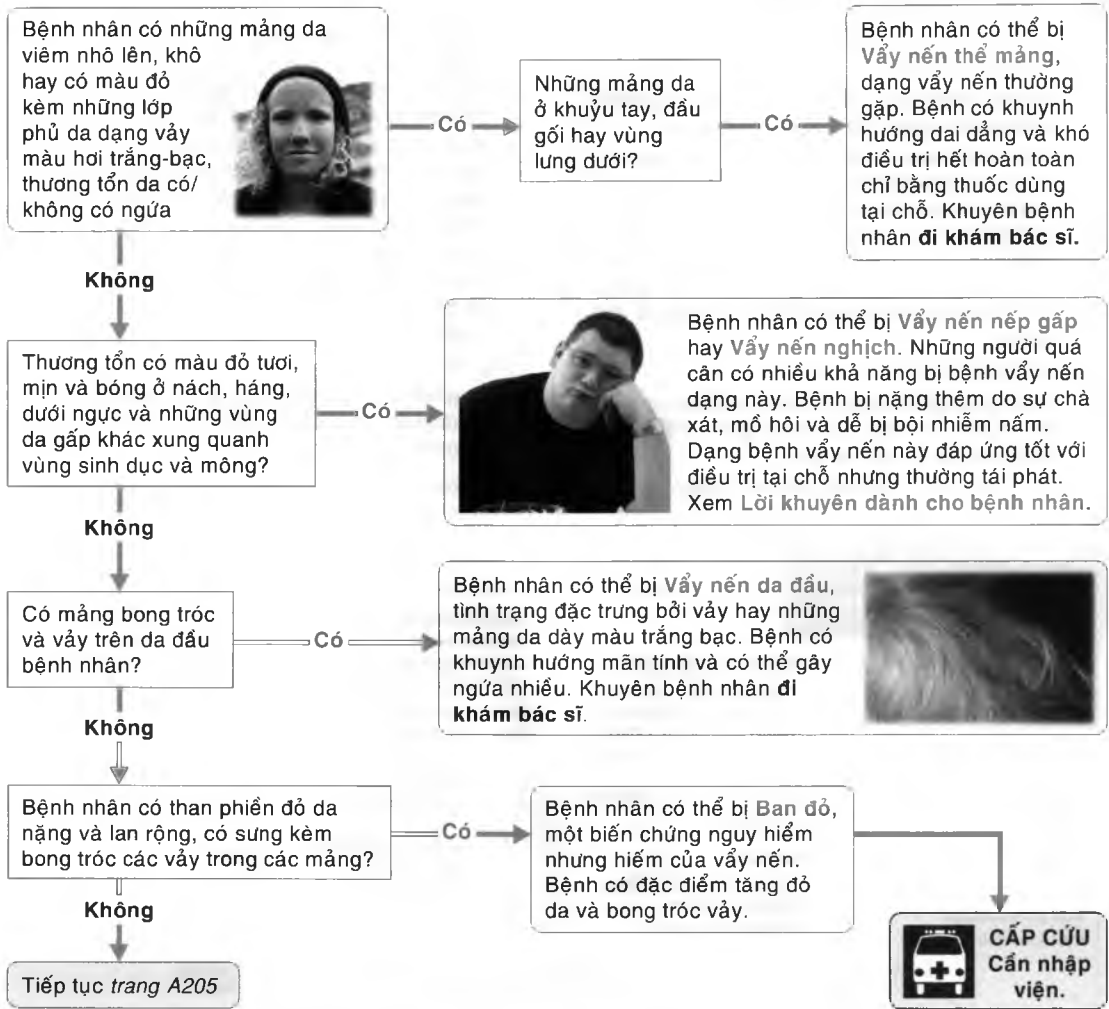 Bệnh nhân có những mảng da
viêm nhô lên, khô
hay có màu đỏ
kèm những lớp
phủ da dạng vảy
màu hơi trắng-bạc,
thương tổn da có/
không có ngứa
Có
Những mảng da
ở khuỷu tay, đầu
gối hay vùng
lưng dưới?
Có
Bệnh nhân có thể bị
Vẩy nến thể mảng,
dạng vẩy nến thường
gặp. Bệnh có khuynh
hướng dai dẳng và khó
điều trị hết hoàn toàn
chỉ bằng thuốc dùng
tại chỗ. Khuyên bệnh
nhân đi khám bác sĩ.
Không
Thương tổn có màu đỏ tươi,
mịn và bóng ở nách, háng,
dưới ngực và những vùng
da gấp khác xung quanh
vùng sinh dục và mông?
Có
Bệnh nhân có thể bị Vẩy nến nếp gấp
hay Vẩy nến nghịch. Những người quá
cân có nhiều khả năng bị bệnh vẩy nến
dạng này. Bệnh bị nặng thêm do sự chà
xát, mồ hôi và dễ bị bội nhiễm nấm.
Dạng bệnh vẩy nến này đáp ứng tốt với
điều trị tại chỗ nhưng thường tái phát.
Xem Lời khuyên dành cho bệnh nhân.
Không
Có mảng bong tróc
và vảy trên da đầu
bệnh nhân?
Có
Bệnh nhân có thể bị Vẩy nến da đầu,
tình trạng đặc trưng bởi vảy hay những
mảng da dày màu trắng bạc. Bệnh có
khuynh hướng mãn tính và có thể gây
ngứa nhiều. Khuyên bệnh nhân đi
khám bác sĩ.
Không
Bệnh nhân có than phiền đỏ da
nặng và lan rộng, có sưng kèm
bong tróc các vảy trong các mảng?
Có
Bệnh nhân có thể bị Ban đỏ,
một biến chứng nguy hiểm
nhưng hiếm của vẩy nến.
Bệnh có đặc điểm tăng đỏ
da và bong tróc vảy.
CẤP CỨU
Cần nhập
viện.
Không
Tiếp tục trang A205